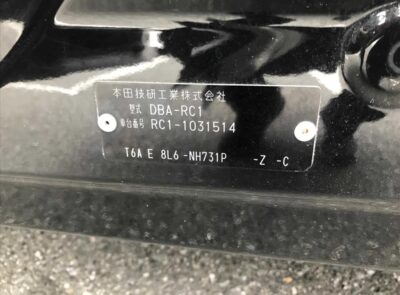 本田技研工業株式会社
型式 DBA-RC1
車台番号 RC1-1031514
T6A E 8L6 -NH731P -Z -C